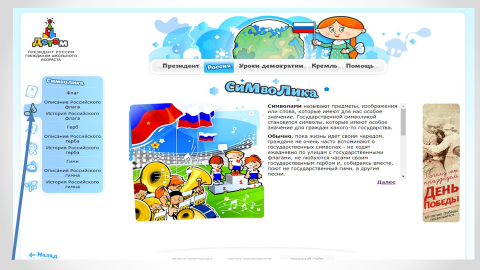 Детям
ПРЕЗИДЕНТ РОССИИ
ГРАЖДАНАМ ШКОЛЬНОГО
ВОЗРАСТА
Президент Россия Уроки демократии Кремль Помощь
Символика
Флаг
Описание Российского
флага
История Российского
флага
Герб
Описание Российского
герба
История Российского
герба
Гимн
Описание Российского
гимна
История Российского
гимна
СиМвоЛика
Символами называют предметы, изображения
или слова, которые имеют для нас особое
значение. Государственной символикой
становятся символы, которые имеют особое
значение для граждан какого-то государства.
Обычно, пока жизнь идёт своим чередом,
граждане не очень часто вспоминают о
государственных символах - не ходят
ежедневно по улицам с государственными
флагами, не любуются часами своим
государственным гербом и, собираясь вместе,
поют не государственный гимн, а другие
песни.
Далее
Почему мы
празднуем
ДЕНЬ
ПОБЕДЫ
Назад